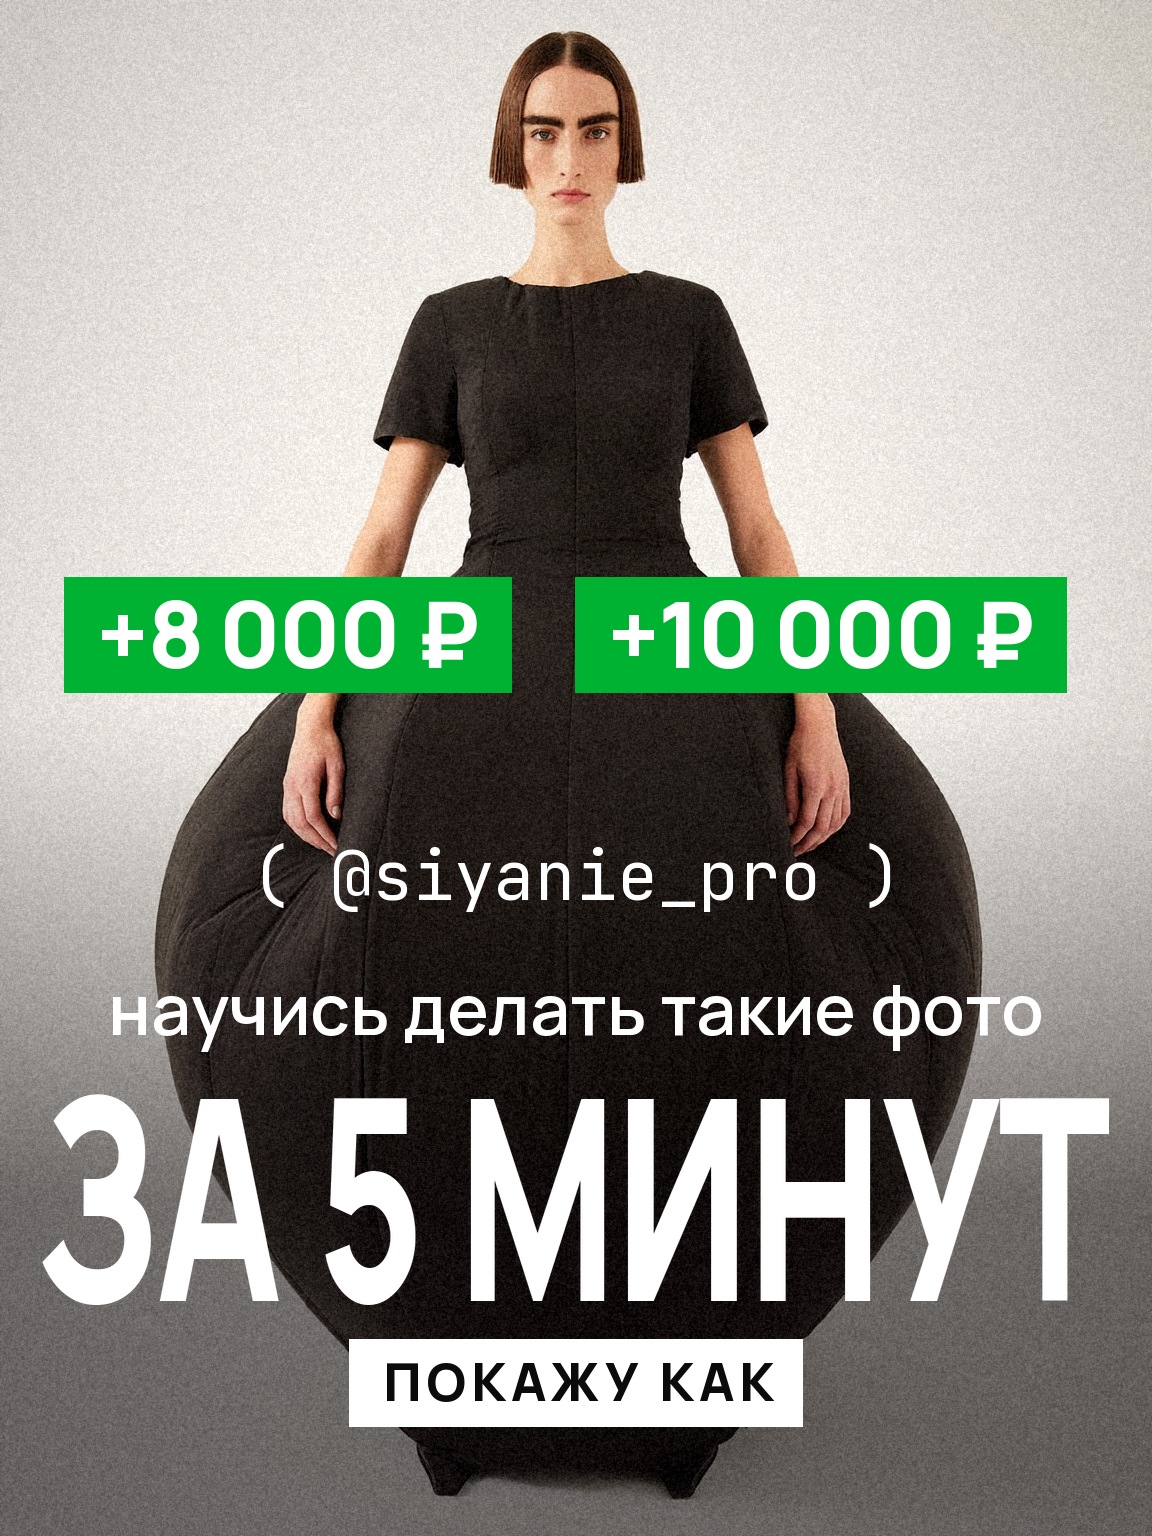 +8 000 ₽ +10 000 ₽
( @siyanie_pro )
научись делать такие фото
ЗА 5 МИНУТ
ПОКАЖУ КАК